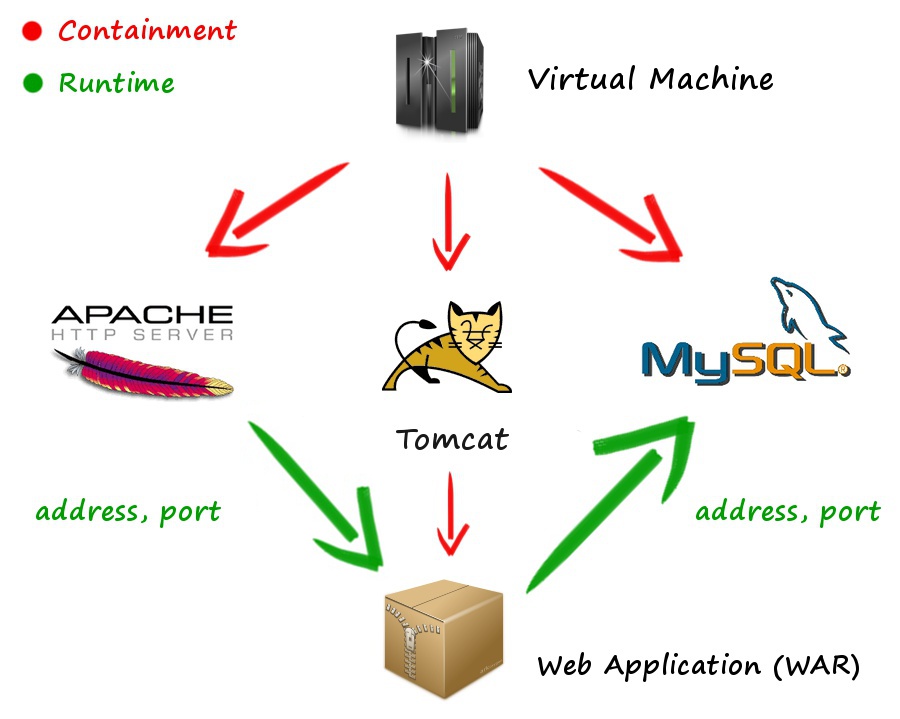 Containment
Runtime
Virtual Machine
APACHE
HTTP SERVER
MySQL
Tomcat
address, port
address, port
Web Application (WAR)